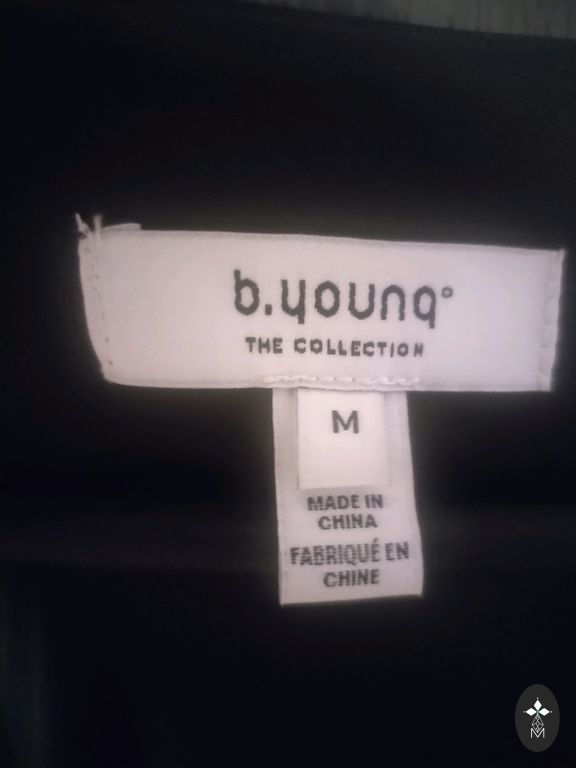 b.young°
THE COLLECTION
M
MADE IN
CHINA
FABRIQUÉ EN
CHINE
M